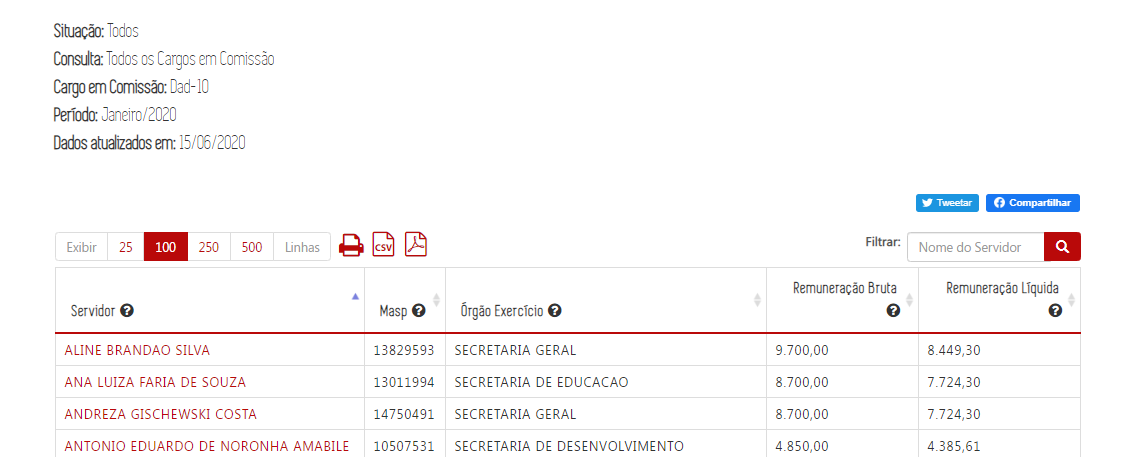 Situação: Todos
Consulta: Todos os Cargos em Comissão
Cargo em Comissão: Dad-10
Período: Janeiro/2020
Dados atualizados em: 15/06/2020
Tweetar Compartilhar
Exibir 25 100 250 500 Linhas CSV Filtrar: Nome do Servidor
Servidor Masp Órgão Exercício Remuneração Bruta Remuneração Líquida
ALINE BRANDAO SILVA 13829593 SECRETARIA GERAL 9.700,00 8.449,30
ANA LUIZA FARIA DE SOUZA 13011994 SECRETARIA DE EDUCACAO 8.700,00 7.724,30
ANDREZA GISCHEWSKI COSTA 14750491 SECRETARIA GERAL 8.700,00 7.724,30
ANTONIO EDUARDO DE NORONHA AMABILE 10507531 SECRETARIA DE DESENVOLVIMENTO 4.850,00 4.385,61